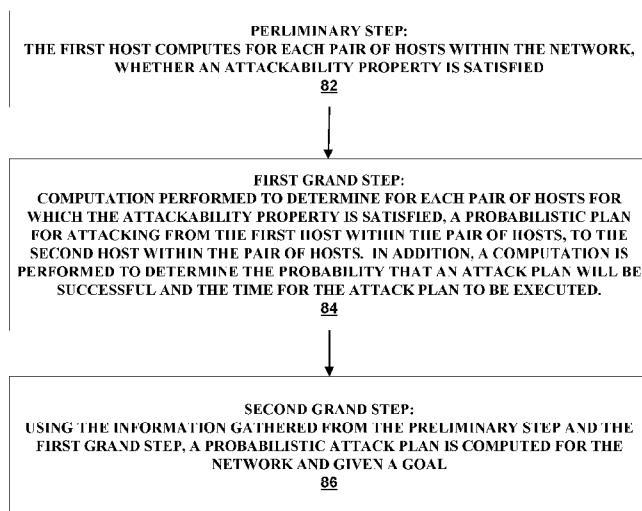 PERLIMINARY STEP:
THE FIRST HOST COMPUTES FOR EACH PAIR OF HOSTS WITHIN THE NETWORK,
WHETHER AN ATTACKABILITY PROPERTY IS SATISFIED
82
FIRST GRAND STEP:
COMPUTATION PERFORMED TO DETERMINE FOR EACH PAIR OF HOSTS FOR
WHICH THE ATTACKABILITY PROPERTY IS SATISFIED, A PROBABILISTIC PLAN
FOR ATTACKING FROM THE FIRST HOST WITHIN THE PAIR OF HOSTS, TO THE
SECOND HOST WITHIN THE PAIR OF HOSTS. IN ADDITION, A COMPUTATION IS
PERFORMED TO DETERMINE THE PROBABILITY THAT AN ATTACK PLAN WILL BE
SUCCESSFUL AND THE TIME FOR THE ATTACK PLAN TO BE EXECUTED.
84
SECOND GRAND STEP:
USING THE INFORMATION GATHERED FROM THE PRELIMINARY STEP AND THE
FIRST GRAND STEP, A PROBABILISTIC ATTACK PLAN IS COMPUTED FOR THE
NETWORK AND GIVEN A GOAL
86